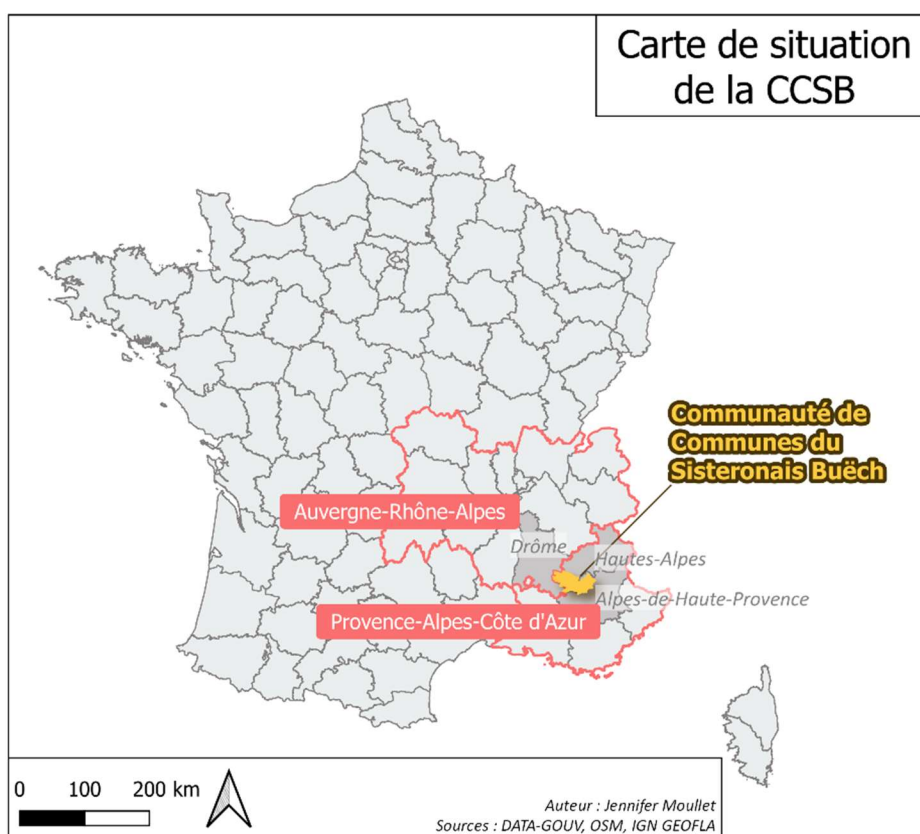 Carte de situation
de la CCSB
Communauté de
Communes du
Sisteronais Buëch
Auvergne-Rhône-Alpes
Drôme
Hautes-Alpes
Alpes-de-Haute-Provence
Provence-Alpes-Côte d'Azur
0 100 200 km
Auteur : Jennifer Moullet
Sources : DATA-GOUV, OSM, IGN GEOFLA